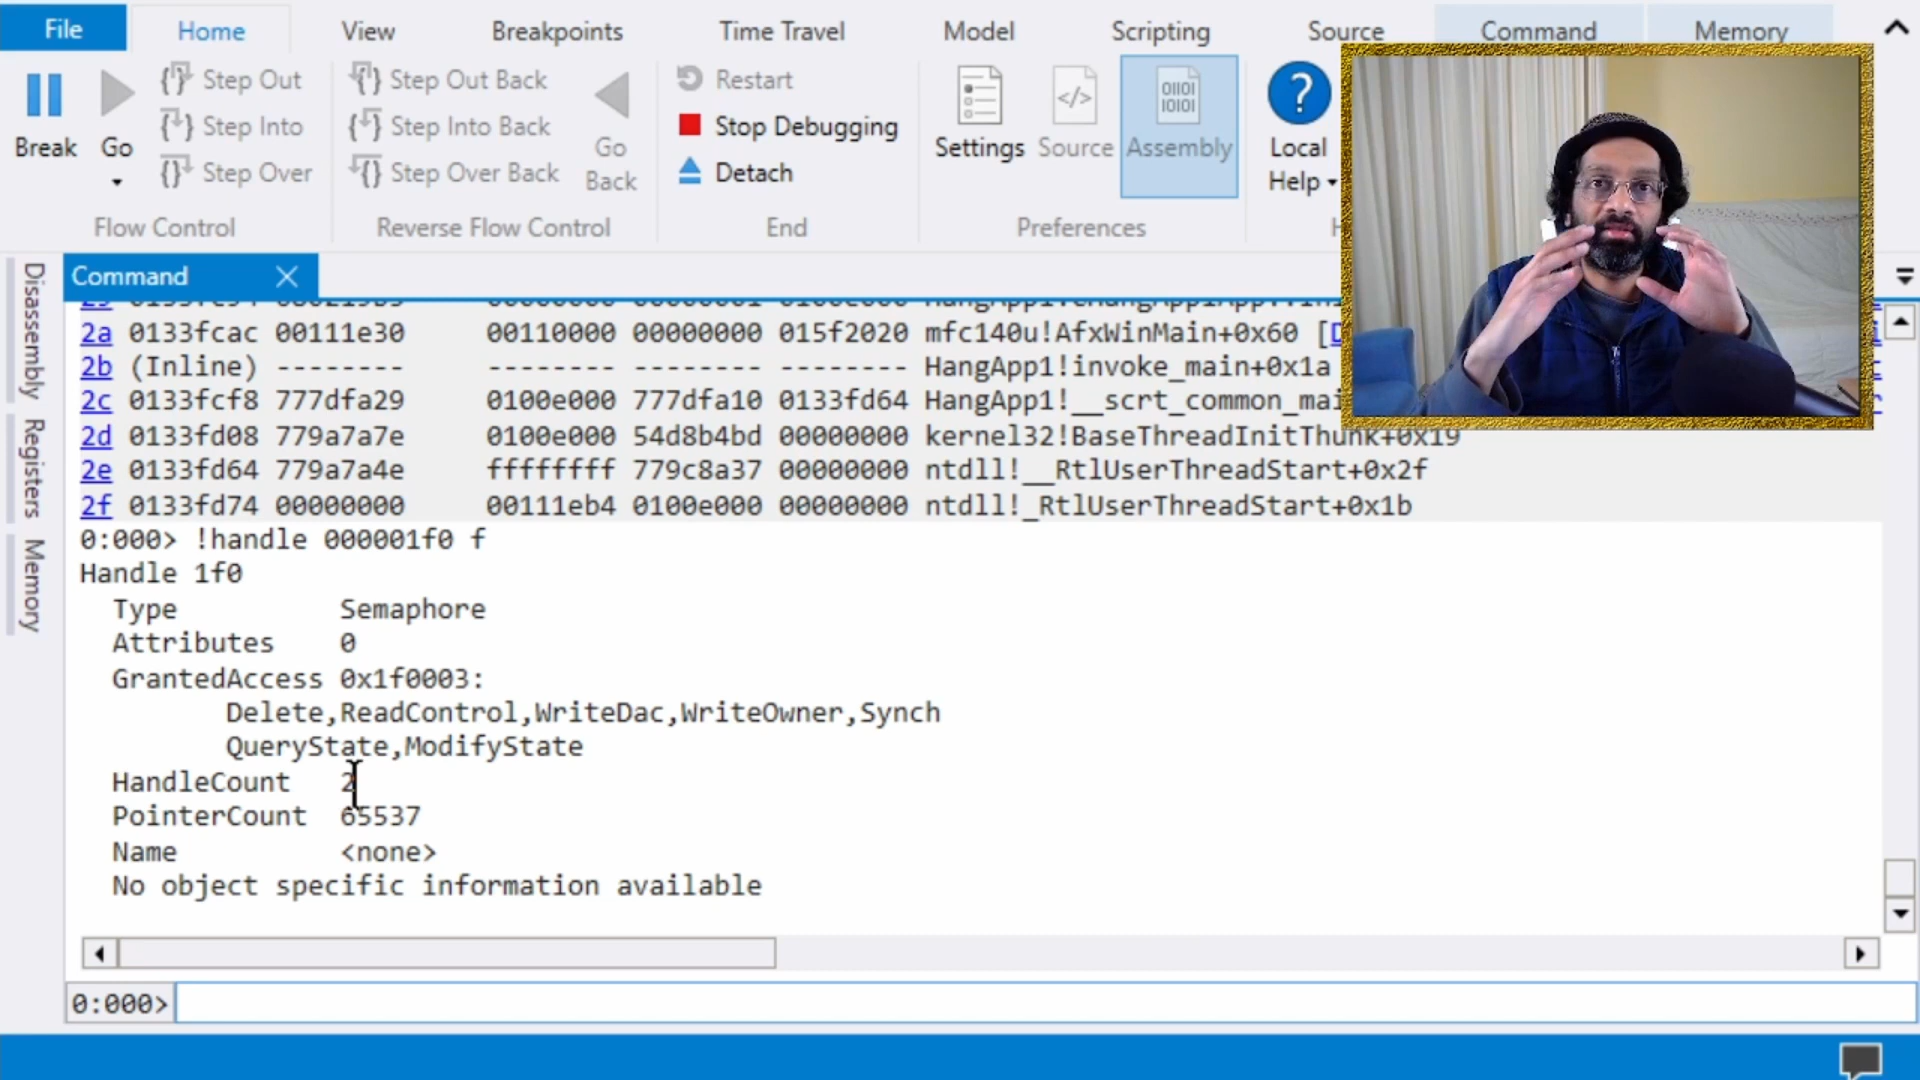 File Home View Breakpoints Time Travel Model Scripting Source Command Memory
Break
Go
Step Out
Step Into
Step Over
Flow Control
Step Out Back
Step Into Back
Step Over Back
Go Back
Reverse Flow Control
Restart
Stop Debugging
Detach
End
Settings
Source
Assembly
Preferences
Local Help
Disassembly
Registers
Memory
Command
2a 0133fcac 00111e30 00110000 00000000 015f2020 mfc140u!AfxWinMain+0x60 [
2b (Inline) -------- -------- -------- -------- HangApp1!invoke_main+0x1a
2c 0133fcf8 777dfa29 0100e000 777dfa10 0133fd64 HangApp1!__scrt_common_mai
2d 0133fd08 779a7a7e 0100e000 54d8b4bd 00000000 kernel32!BaseThreadInitThunk+0x19
2e 0133fd64 779a7a4e ffffffff 779c8a37 00000000 ntdll!__RtlUserThreadStart+0x2f
2f 0133fd74 00000000 00111eb4 0100e000 00000000 ntdll!_RtlUserThreadStart+0x1b
0:000> !handle 000001f0 f
Handle 1f0
Type Semaphore
Attributes 0
GrantedAccess 0x1f0003:
Delete,ReadControl,WriteDac,WriteOwner,Synch
QueryState,ModifyState
HandleCount 2
PointerCount 65537
Name <none>
No object specific information available
0:000>